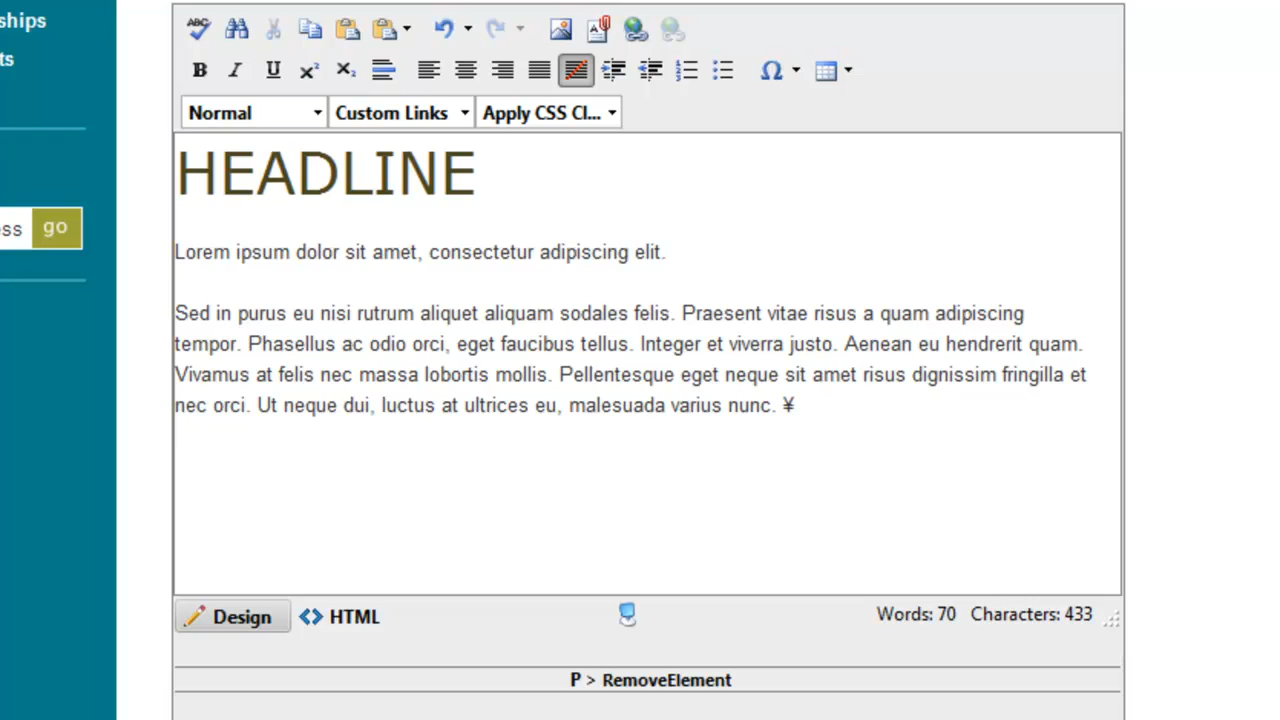 ships
ts
ess go
ABC
B I U x² x₂
Ω
Normal Custom Links Apply CSS Cl...
HEADLINE
Lorem ipsum dolor sit amet, consectetur adipiscing elit.
Sed in purus eu nisi rutrum aliquet aliquam sodales felis. Praesent vitae risus a quam adipiscing
tempor. Phasellus ac odio orci, eget faucibus tellus. Integer et viverra justo. Aenean eu hendrerit quam.
Vivamus at felis nec massa lobortis mollis. Pellentesque eget neque sit amet risus dignissim fringilla et
nec orci. Ut neque dui, luctus at ultrices eu, malesuada varius nunc. ¥
Design <> HTML
Words: 70 Characters: 433
P > RemoveElement